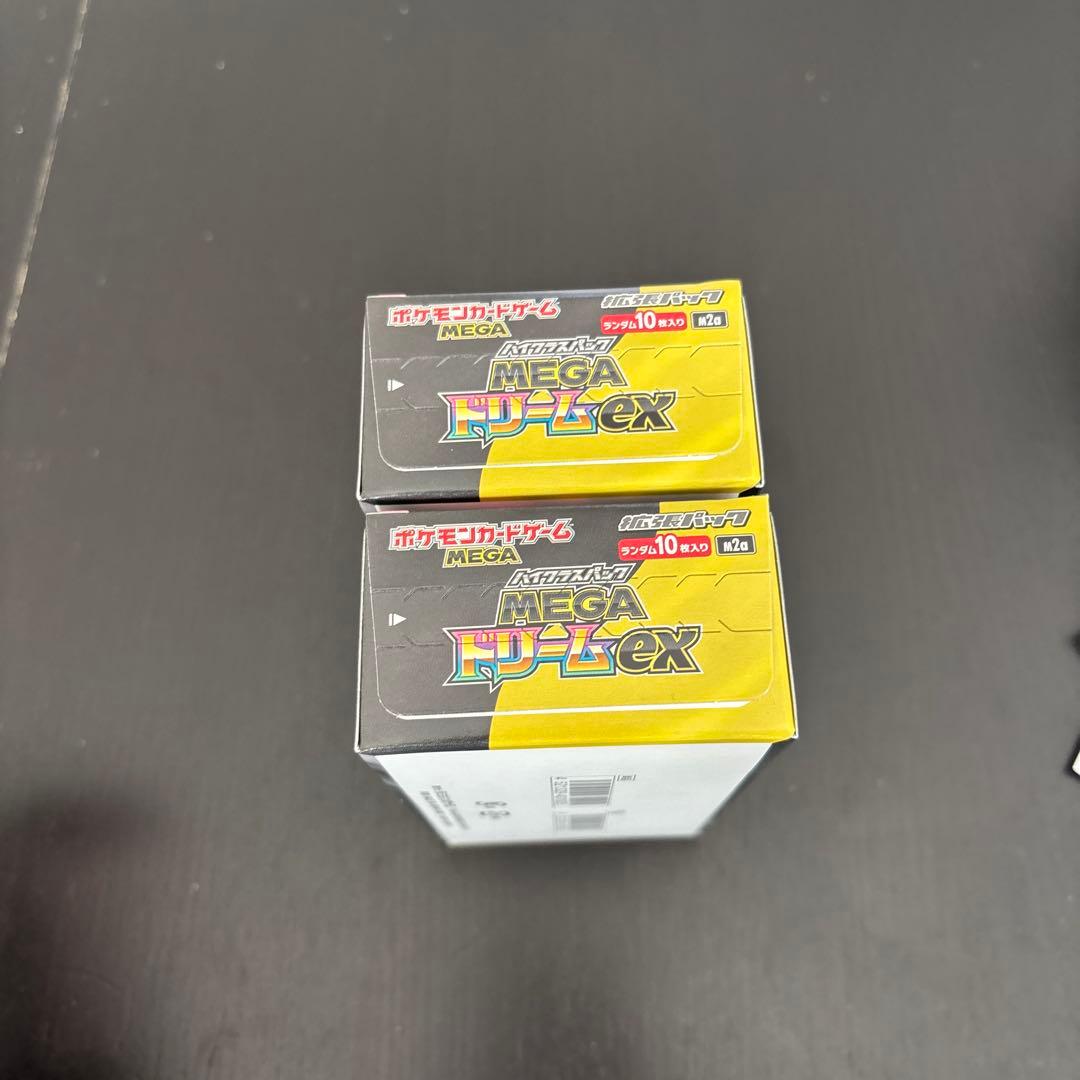 ポケモンカードゲーム
MEGA
拡張パック
ランダム10枚入り M2a
ハイクラスパック
MEGA
ドリームex
ポケモンカードゲーム
MEGA
拡張パック
ランダム10枚入り M2a
ハイクラスパック
MEGA
ドリームex